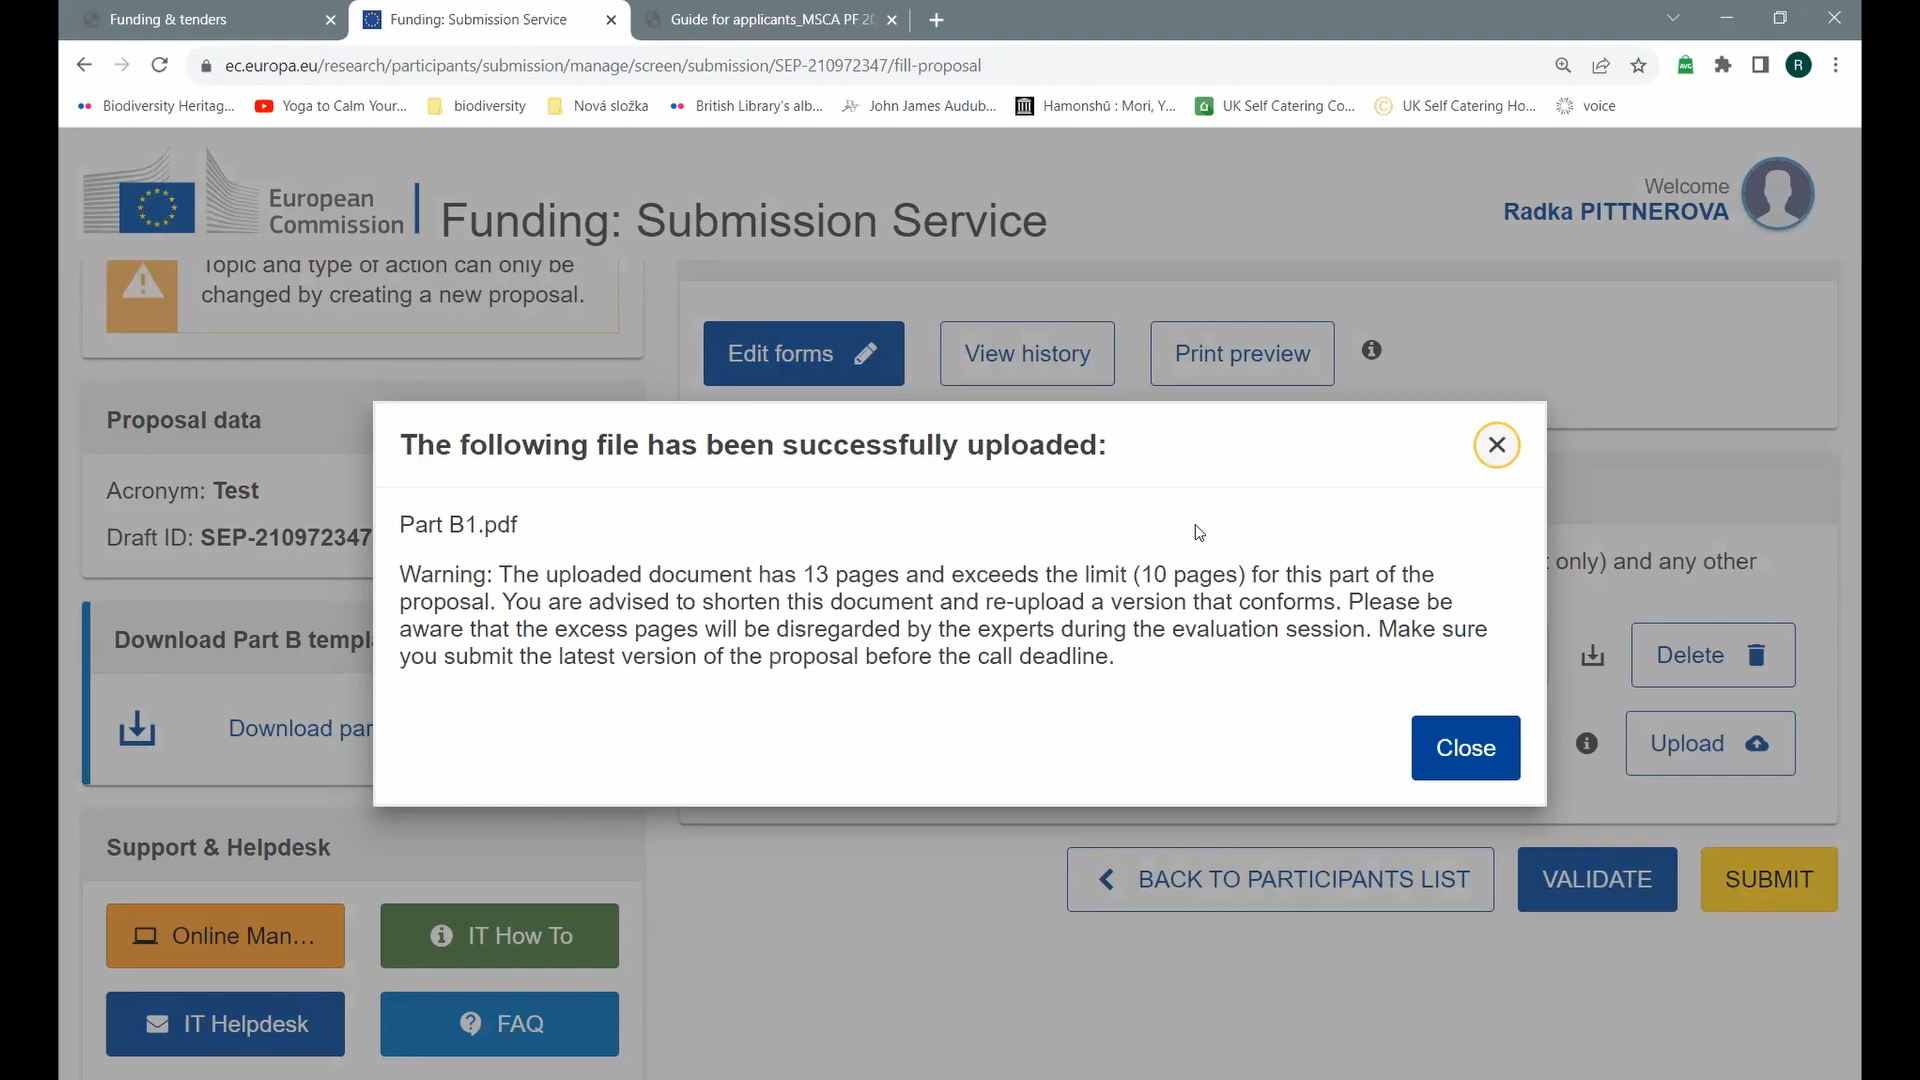 Funding & tenders
Funding: Submission Service
Guide for applicants_MSCA PF 20
ec.europa.eu/research/participants/submission/manage/screen/submission/SEP-210972347/fill-proposal
R
Biodiversity Heritag...
Yoga to Calm Your...
biodiversity
Nová složka
British Library's alb...
John James Audub...
Hamonshū : Mori, Y...
UK Self Catering Co...
UK Self Catering Ho...
voice
European
Commission
Funding: Submission Service
Welcome
Radka PITTNEROVA
Topic and type of action can only be
changed by creating a new proposal.
Edit forms
View history
Print preview
Proposal data
Acronym: Test
Draft ID: SEP-210972347
The following file has been successfully uploaded:
Part B1.pdf
Warning: The uploaded document has 13 pages and exceeds the limit (10 pages) for this part of the
proposal. You are advised to shorten this document and re-upload a version that conforms. Please be
aware that the excess pages will be disregarded by the experts during the evaluation session. Make sure
you submit the latest version of the proposal before the call deadline.
Close
only) and any other
Download Part B templ
Download par
Delete
Upload
Support & Helpdesk
BACK TO PARTICIPANTS LIST
VALIDATE
SUBMIT
Online Man...
IT How To
IT Helpdesk
FAQ